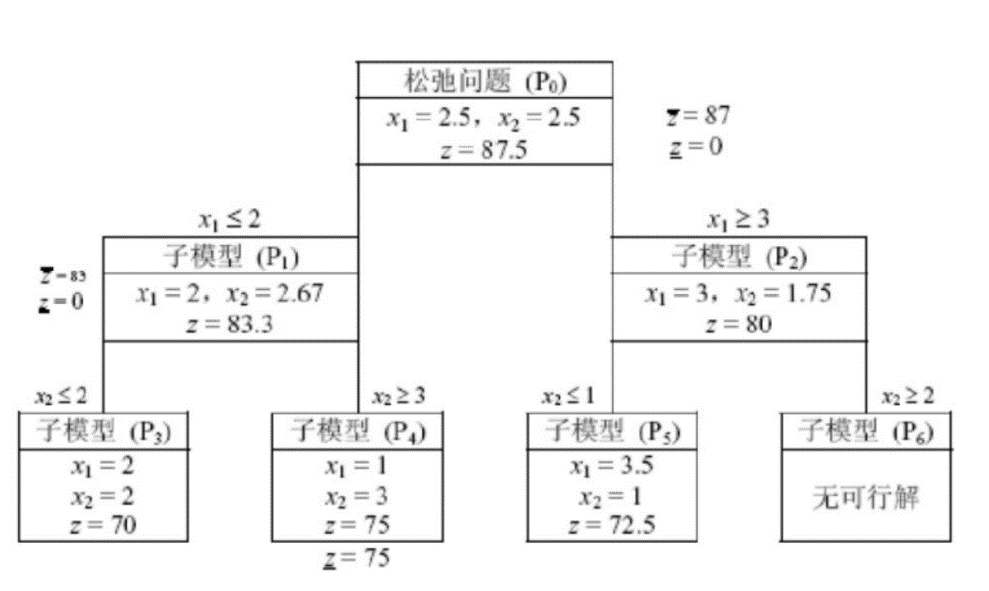 松弛问题 (P₀)
x₁ = 2.5，x₂ = 2.5
z = 87.5
z̅ = 87
z̲ = 0
x₁ ≤ 2
x₁ ≥ 3
子模型 (P₁)
x₁ = 2，x₂ = 2.67
z = 83.3
z̅ = 83
z̲ = 0
子模型 (P₂)
x₁ = 3，x₂ = 1.75
z = 80
x₂ ≤ 2
x₂ ≥ 3
x₂ ≤ 1
x₂ ≥ 2
子模型 (P₃)
x₁ = 2
x₂ = 2
z = 70
子模型 (P₄)
x₁ = 1
x₂ = 3
z = 75
z̲ = 75
子模型 (P₅)
x₁ = 3.5
x₂ = 1
z = 72.5
子模型 (P₆)
无可行解